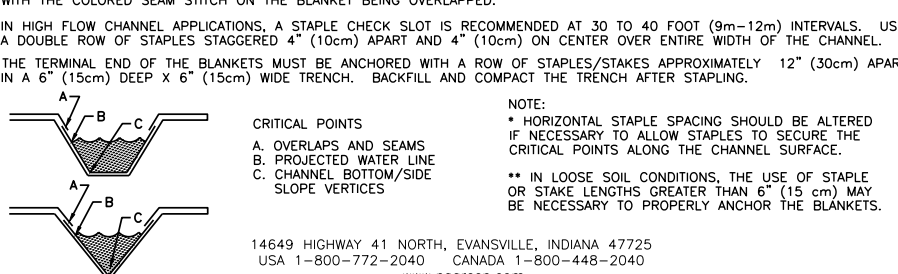 WITH THE COLORED SEAM STITCH ON THE BLANKET BEING OVERLAPPED.
IN HIGH FLOW CHANNEL APPLICATIONS, A STAPLE CHECK SLOT IS RECOMMENDED AT 30 TO 40 FOOT (9m-12m) INTERVALS. US
A DOUBLE ROW OF STAPLES STAGGERED 4" (10cm) APART AND 4" (10cm) ON CENTER OVER ENTIRE WIDTH OF THE CHANNEL.
THE TERMINAL END OF THE BLANKETS MUST BE ANCHORED WITH A ROW OF STAPLES/STAKES APPROXIMATELY 12" (30cm) APAR
IN A 6" (15cm) DEEP X 6" (15cm) WIDE TRENCH. BACKFILL AND COMPACT THE TRENCH AFTER STAPLING.
A
B
C
A
B
C
CRITICAL POINTS
A. OVERLAPS AND SEAMS
B. PROJECTED WATER LINE
C. CHANNEL BOTTOM/SIDE
SLOPE VERTICES
NOTE:
* HORIZONTAL STAPLE SPACING SHOULD BE ALTERED
IF NECESSARY TO ALLOW STAPLES TO SECURE THE
CRITICAL POINTS ALONG THE CHANNEL SURFACE.
** IN LOOSE SOIL CONDITIONS, THE USE OF STAPLE
OR STAKE LENGTHS GREATER THAN 6" (15 cm) MAY
BE NECESSARY TO PROPERLY ANCHOR THE BLANKETS.
14649 HIGHWAY 41 NORTH, EVANSVILLE, INDIANA 47725
USA 1-800-772-2040 CANADA 1-800-448-2040